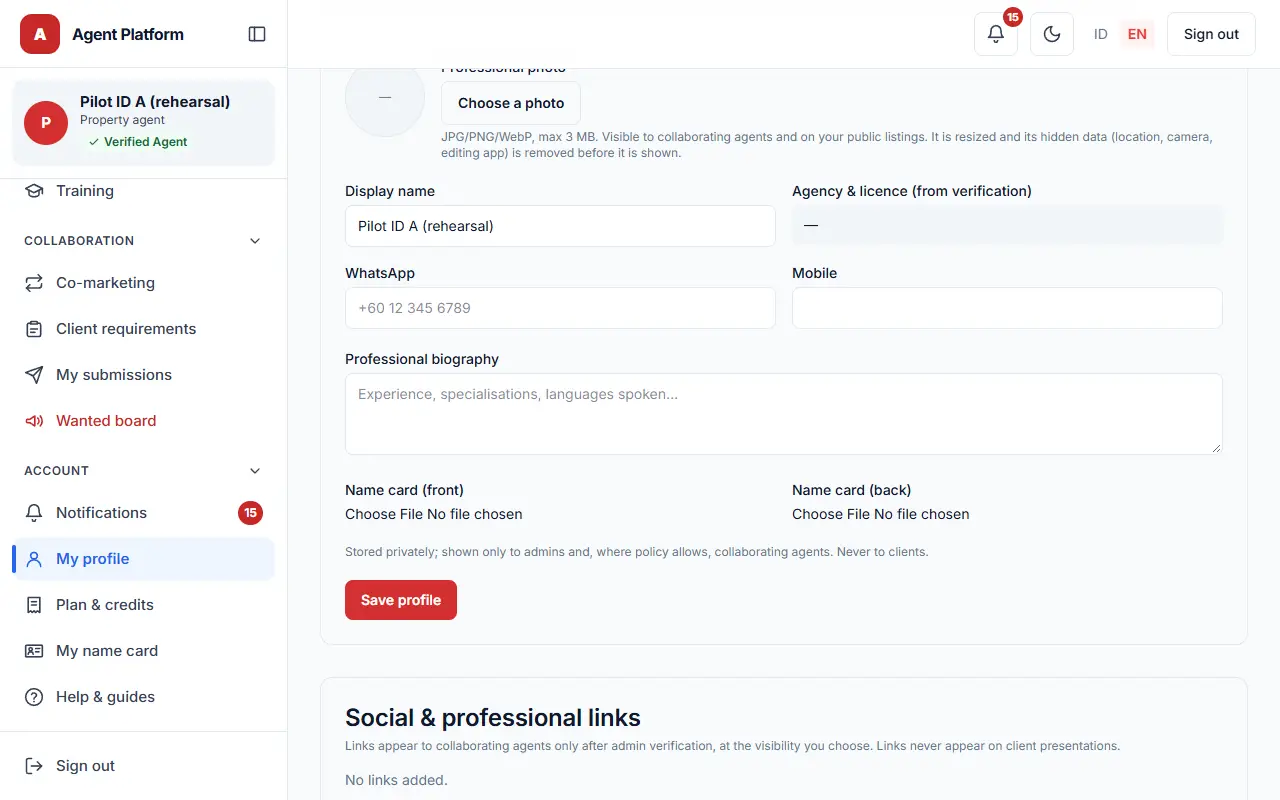 A
Agent Platform
15
ID
EN
Sign out
P
Pilot ID A (rehearsal)
Property agent
Verified Agent
Training
COLLABORATION
Co-marketing
Client requirements
My submissions
Wanted board
ACCOUNT
Notifications
15
My profile
Plan & credits
My name card
Help & guides
Sign out
Professional photo
—
Choose a photo
JPG/PNG/WebP, max 3 MB. Visible to collaborating agents and on your public listings. It is resized and its hidden data (location, camera,
editing app) is removed before it is shown.
Display name
Agency & licence (from verification)
Pilot ID A (rehearsal)
—
WhatsApp
Mobile
+60 12 345 6789
Professional biography
Experience, specialisations, languages spoken...
Name card (front)
Name card (back)
Choose File No file chosen
Choose File No file chosen
Stored privately; shown only to admins and, where policy allows, collaborating agents. Never to clients.
Save profile
Social & professional links
Links appear to collaborating agents only after admin verification, at the visibility you choose. Links never appear on client presentations.
No links added.